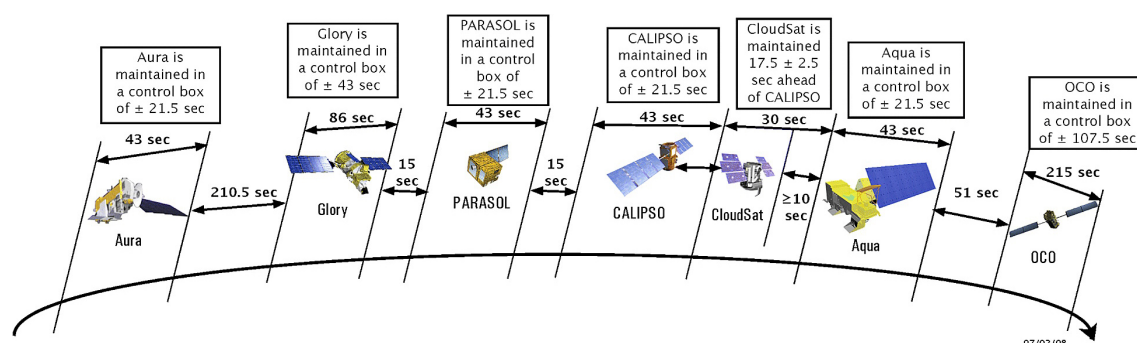 Aura is
maintained in
a control box
of ± 21.5 sec
Glory is
maintained in
a control box
of ± 43 sec
PARASOL is
maintained
in a control
box of
± 21.5 sec
CALIPSO is
maintained in
a control box
of ± 21.5 sec
CloudSat is
maintained
17.5 ± 2.5
sec ahead
of CALIPSO
Aqua is
maintained in
a control box
of ± 21.5 sec
OCO is
maintained in
a control box
of ± 107.5 sec
43 sec
210.5 sec
86 sec
15
sec
43 sec
15
sec
43 sec
30 sec
≥10
sec
43 sec
51 sec
215 sec
Aura
Glory
PARASOL
CALIPSO
CloudSat
Aqua
OCO